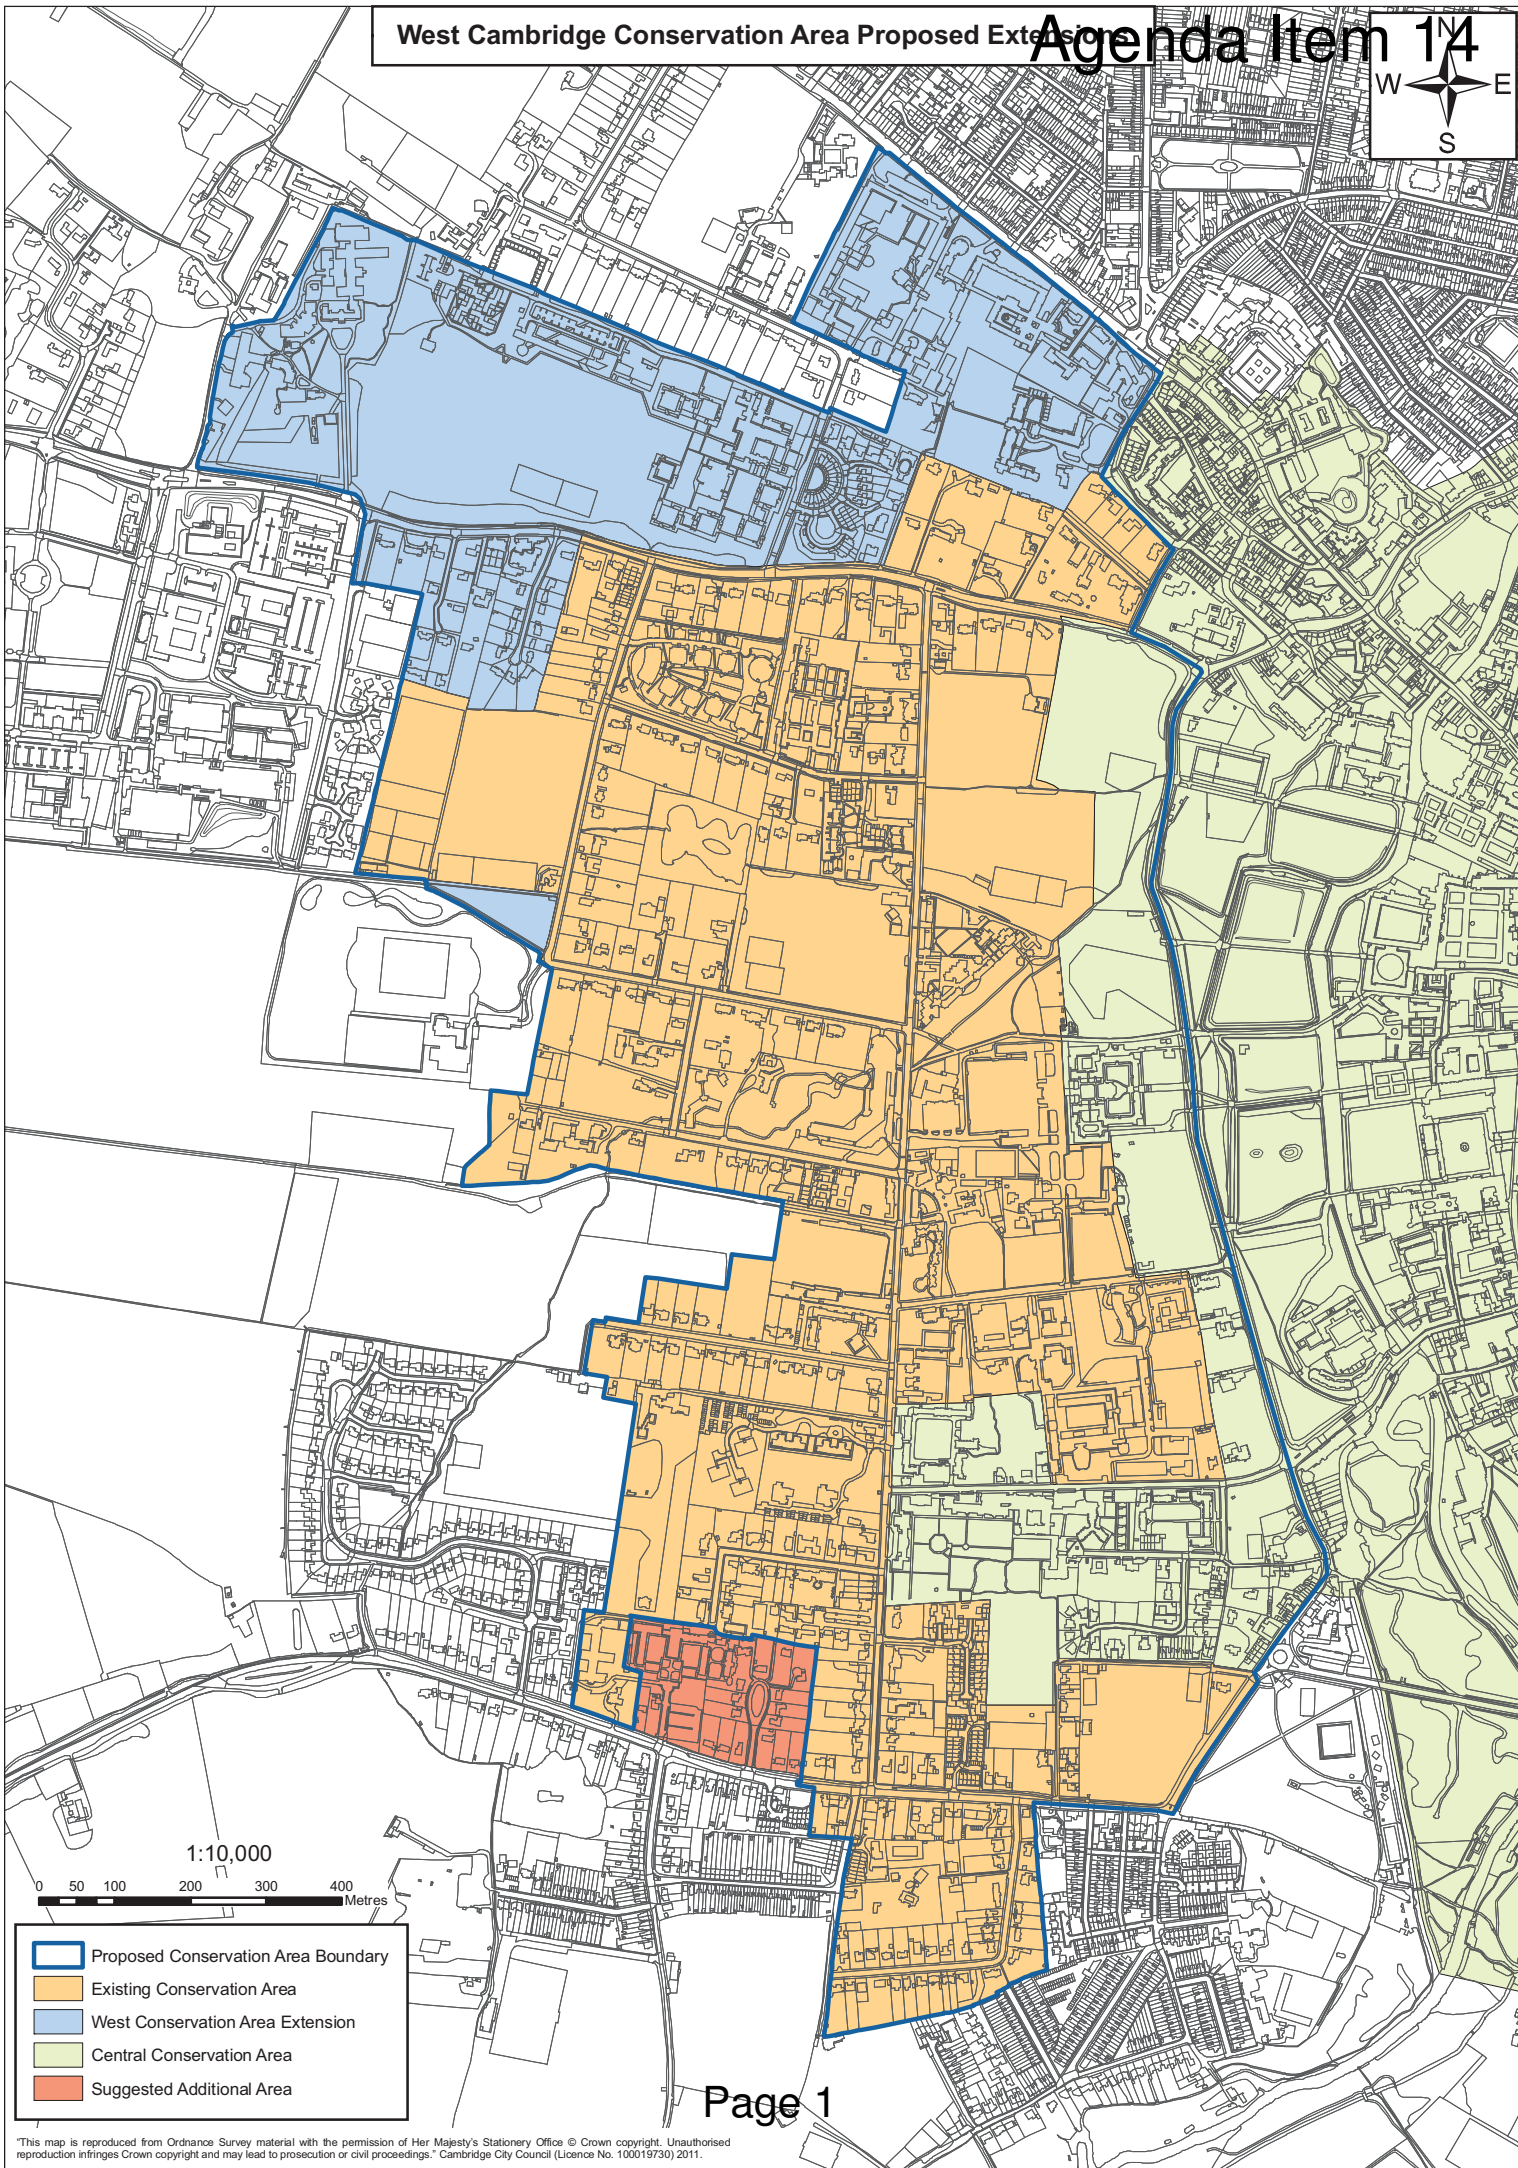 West Cambridge Conservation Area Proposed Extensions
Agenda Item 14
N
W E
S
1:10,000
0 50 100 200 300 400
Metres
Proposed Conservation Area Boundary
Existing Conservation Area
West Conservation Area Extension
Central Conservation Area
Suggested Additional Area
Page 1
"This map is reproduced from Ordnance Survey material with the permission of Her Majesty's Stationery Office © Crown copyright. Unauthorised
reproduction infringes Crown copyright and may lead to prosecution or civil proceedings." Cambridge City Council (Licence No. 100019730) 2011.